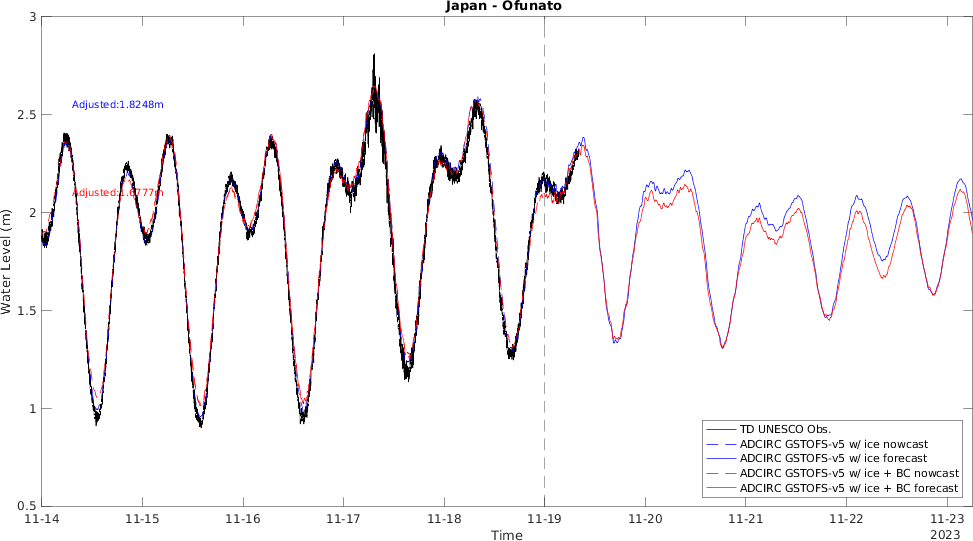 Japan - Ofunato
3
2.5
2
1.5
1
0.5
Water Level (m)
Adjusted:1.8248m
Adjusted:1.6777m
TD UNESCO Obs.
ADCIRC GSTOFS-v5 w/ ice nowcast
ADCIRC GSTOFS-v5 w/ ice forecast
ADCIRC GSTOFS-v5 w/ ice + BC nowcast
ADCIRC GSTOFS-v5 w/ ice + BC forecast
11-14 11-15 11-16 11-17 11-18 11-19 11-20 11-21 11-22 11-23
Time
2023